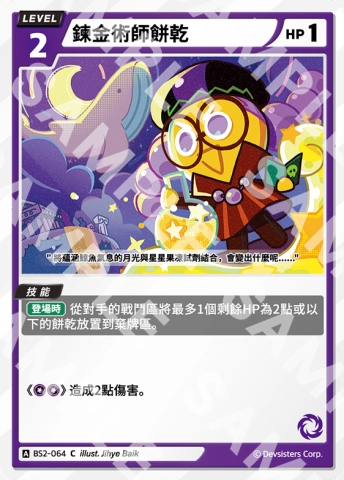 LEVEL
2
鍊金術師餅乾
HP 1
"將蘊涵鯨魚氣息的月光與星星果凍試劑結合，會變出什麼呢......"
技能
登場時 從對手的戰鬥區將最多1個剩餘HP為2點或以
下的餅乾放置到棄牌區。
《》造成2點傷害。
A BS2-064 C illust. Jihye Baik
© Devsisters Corp.
SAMPLE